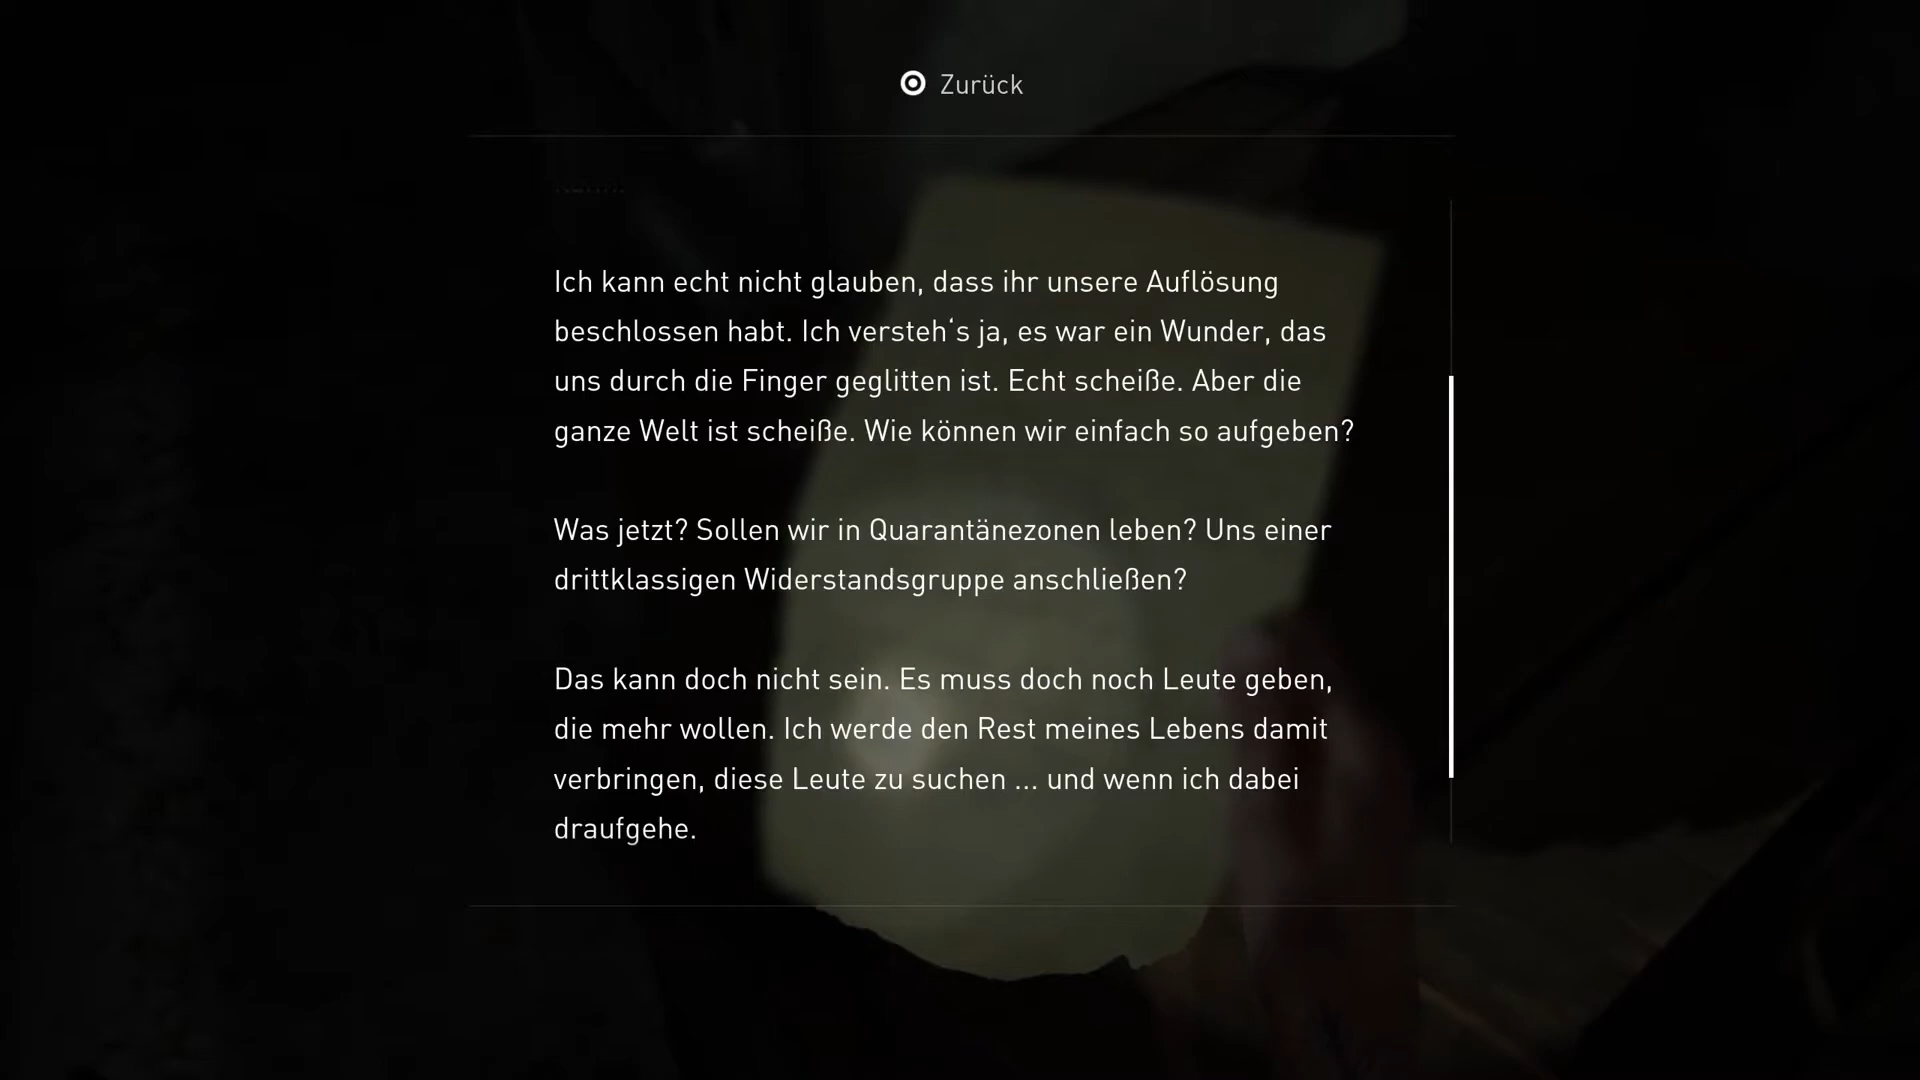 Zurück
Ich kann echt nicht glauben, dass ihr unsere Auflösung
beschlossen habt. Ich versteh‘s ja, es war ein Wunder, das
uns durch die Finger geglitten ist. Echt scheiße. Aber die
ganze Welt ist scheiße. Wie können wir einfach so aufgeben?
Was jetzt? Sollen wir in Quarantänezonen leben? Uns einer
drittklassigen Widerstandsgruppe anschließen?
Das kann doch nicht sein. Es muss doch noch Leute geben,
die mehr wollen. Ich werde den Rest meines Lebens damit
verbringen, diese Leute zu suchen ... und wenn ich dabei
draufgehe.